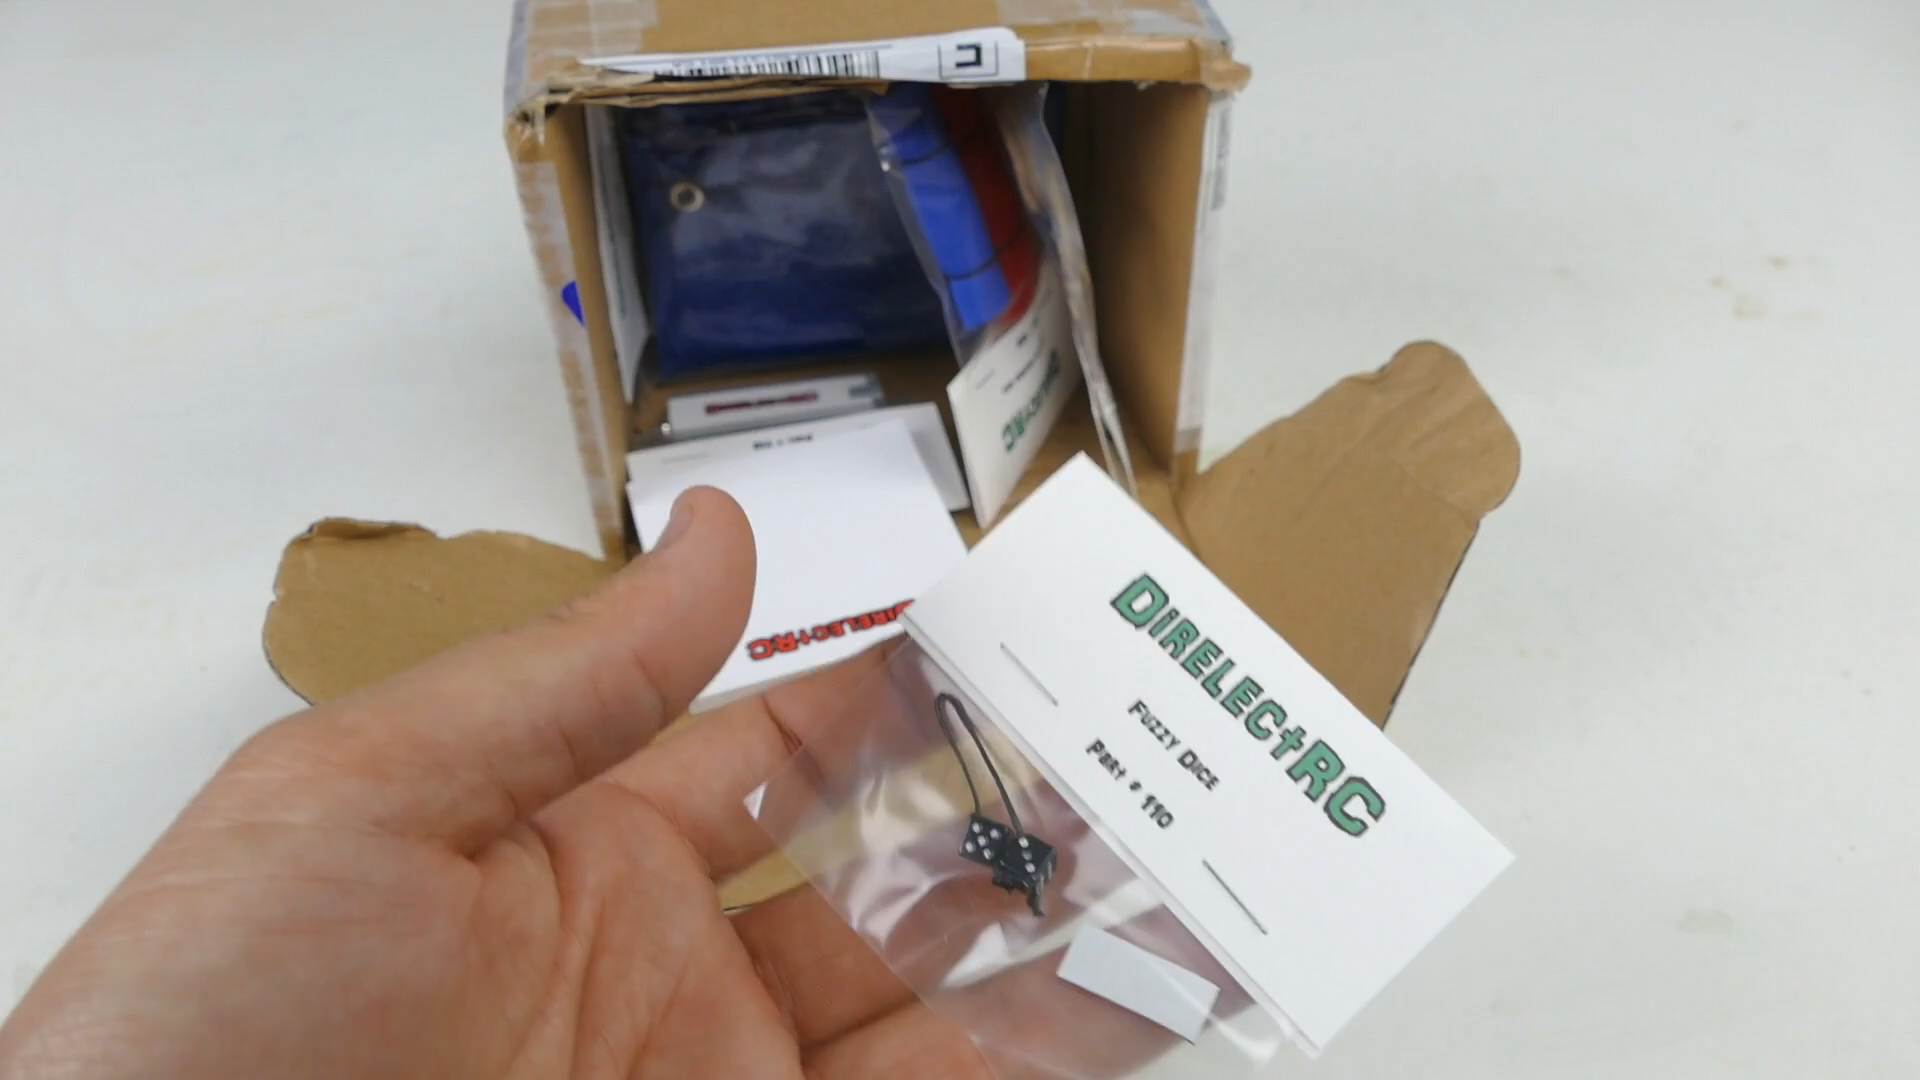 DiRELECtRC
FUZZY DICE
PART # 110
DiRELECtRC
DiRELECtRC